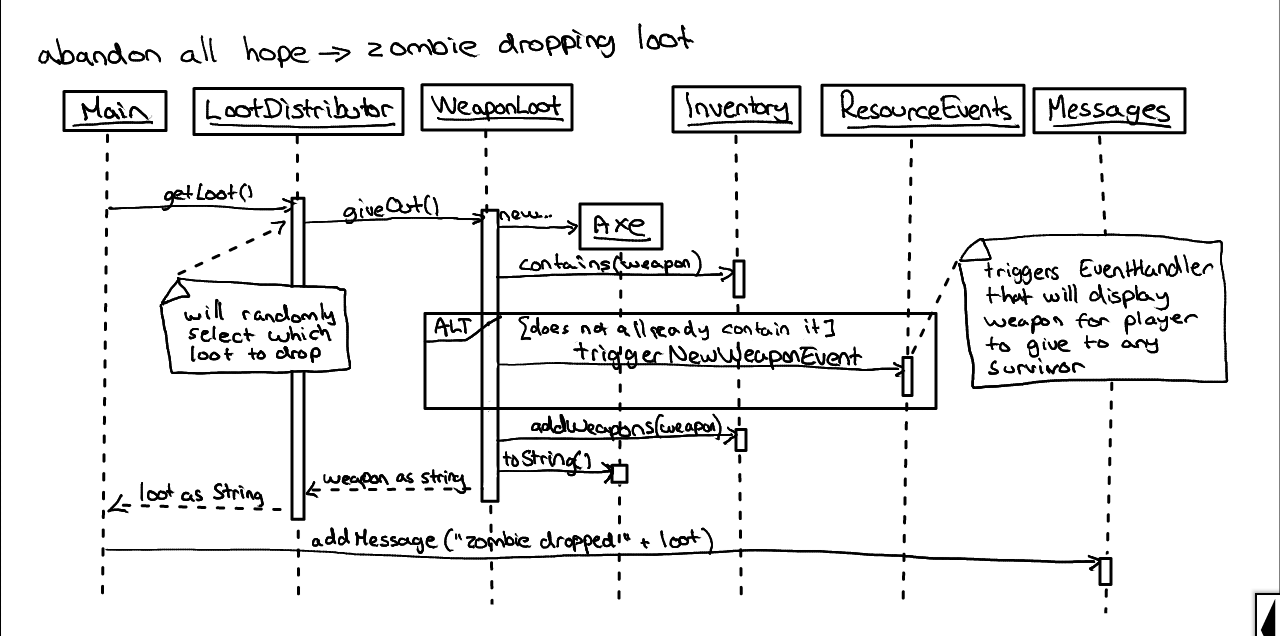 abandon all hope → zombie dropping loot
Main
LootDistributor
WeaponLoot
Inventory
ResourceEvents
Messages
getLoot()
giveOut()
new...
Axe
contains(weapon)
will randomly
select which
loot to drop
triggers EventHandler
that will display
weapon for player
to give to any
survivor
ALT
[does not allready contain it]
triggerNewWeaponEvent
addWeapons(weapon)
toString()
weapon as string
loot as String
addMessage("zombie dropped!" + loot)